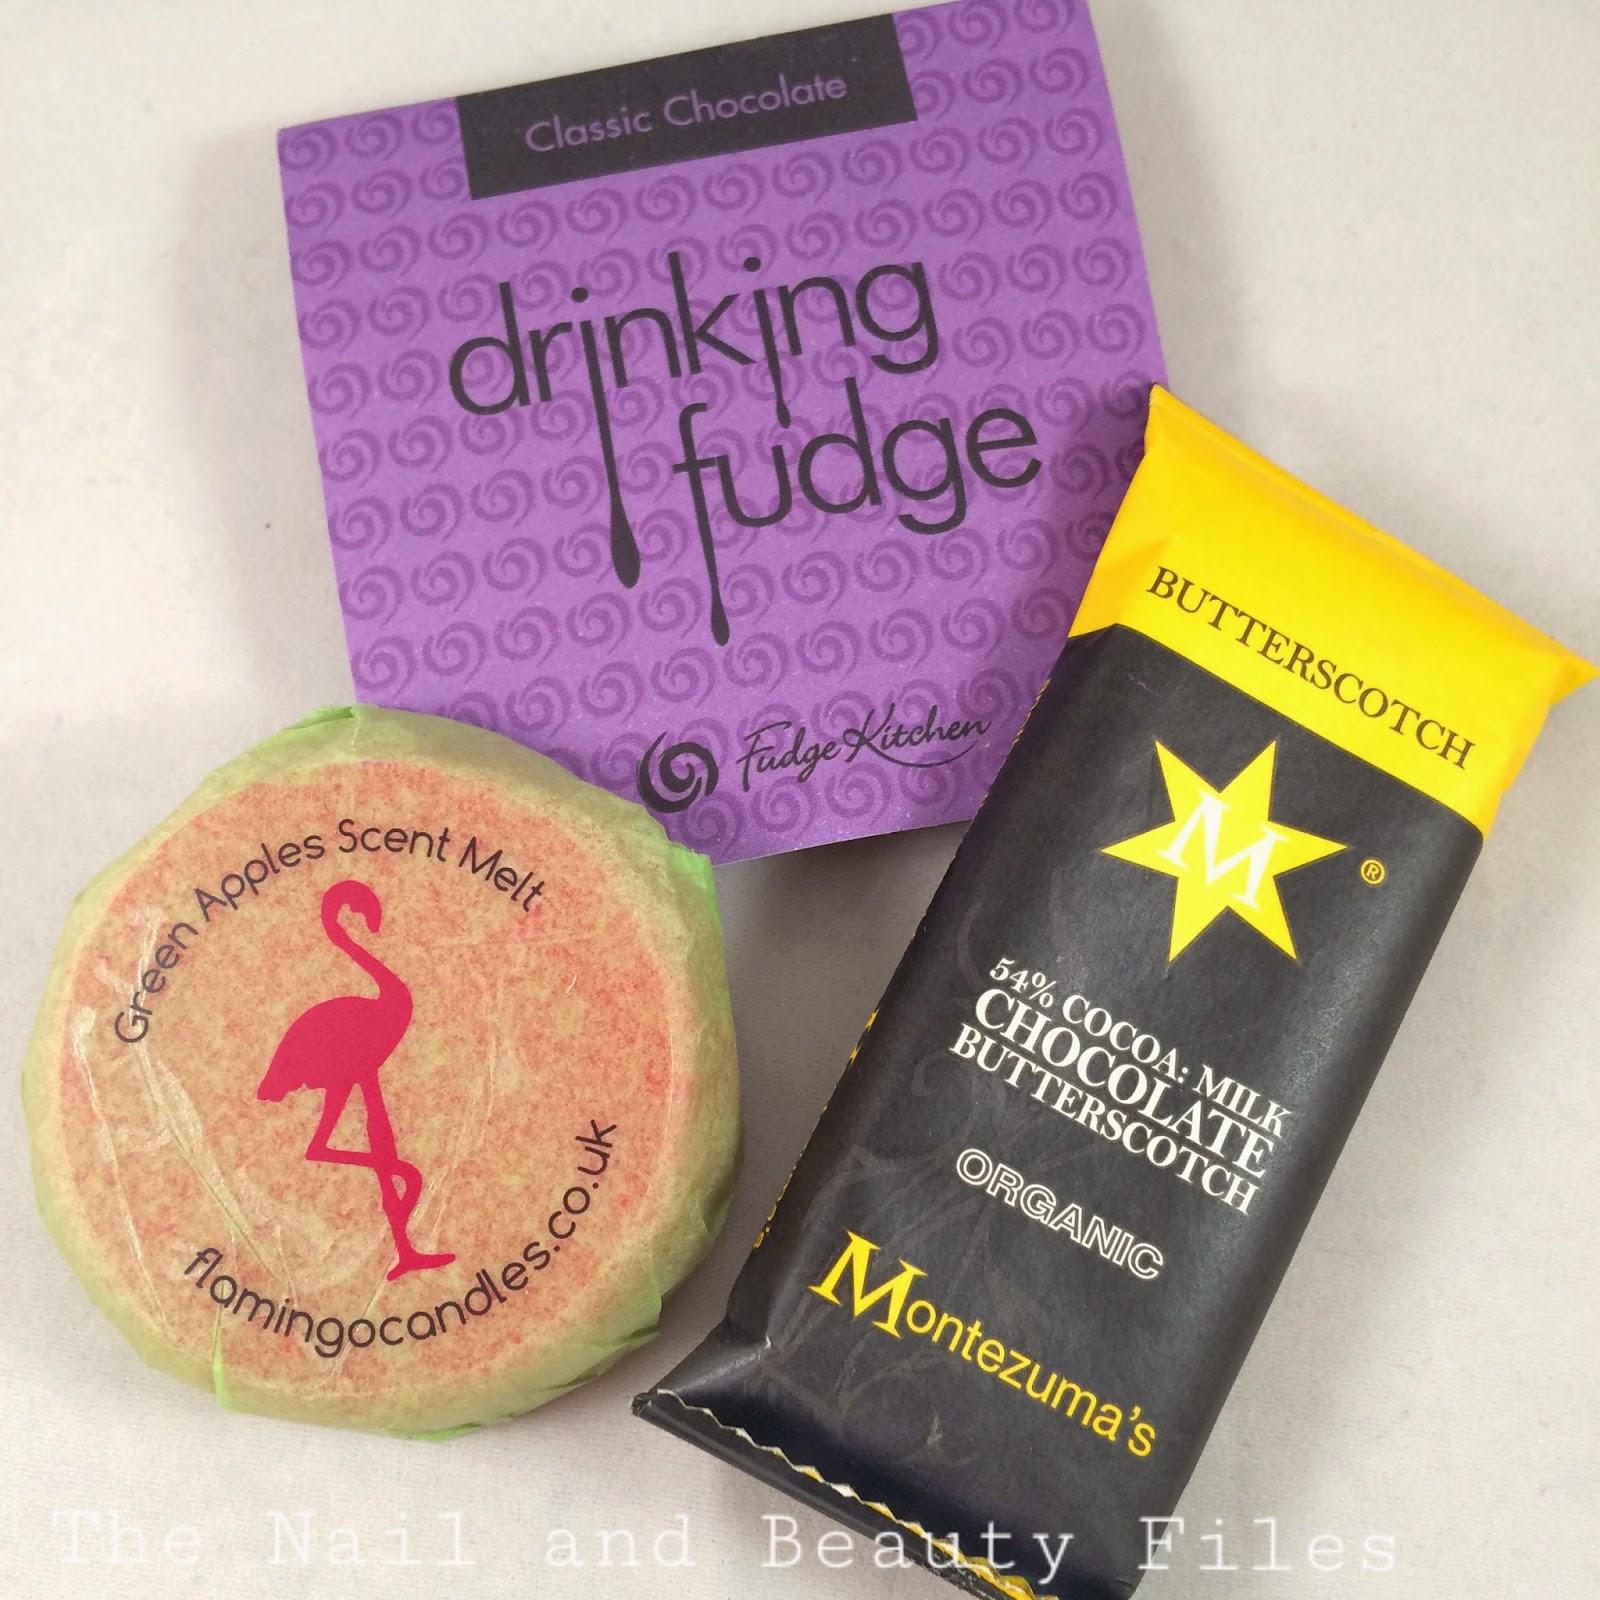 Classic Chocolate
drinking
fudge
Fudge Kitchen
Green Apples Scent Melt
flamingocandles.co.uk
BUTTERSCOTCH
M®
54% COCOA: MILK
CHOCOLATE
BUTTERSCOTCH
ORGANIC
Montezuma's
The Nail and Beauty Files